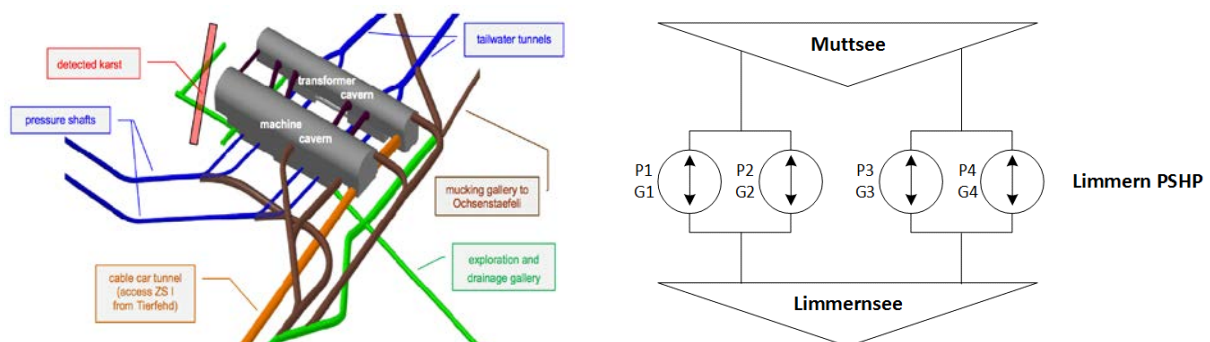 tailwater tunnels
detected karst
transformer
cavern
pressure shafts
machine
cavern
mucking gallery to
Ochsenstaefeli
cable car tunnel
(access ZS I
from Tierfehd)
exploration and
drainage gallery
Muttsee
P1
G1
P2
G2
P3
G3
P4
G4
Limmern PSHP
Limmernsee